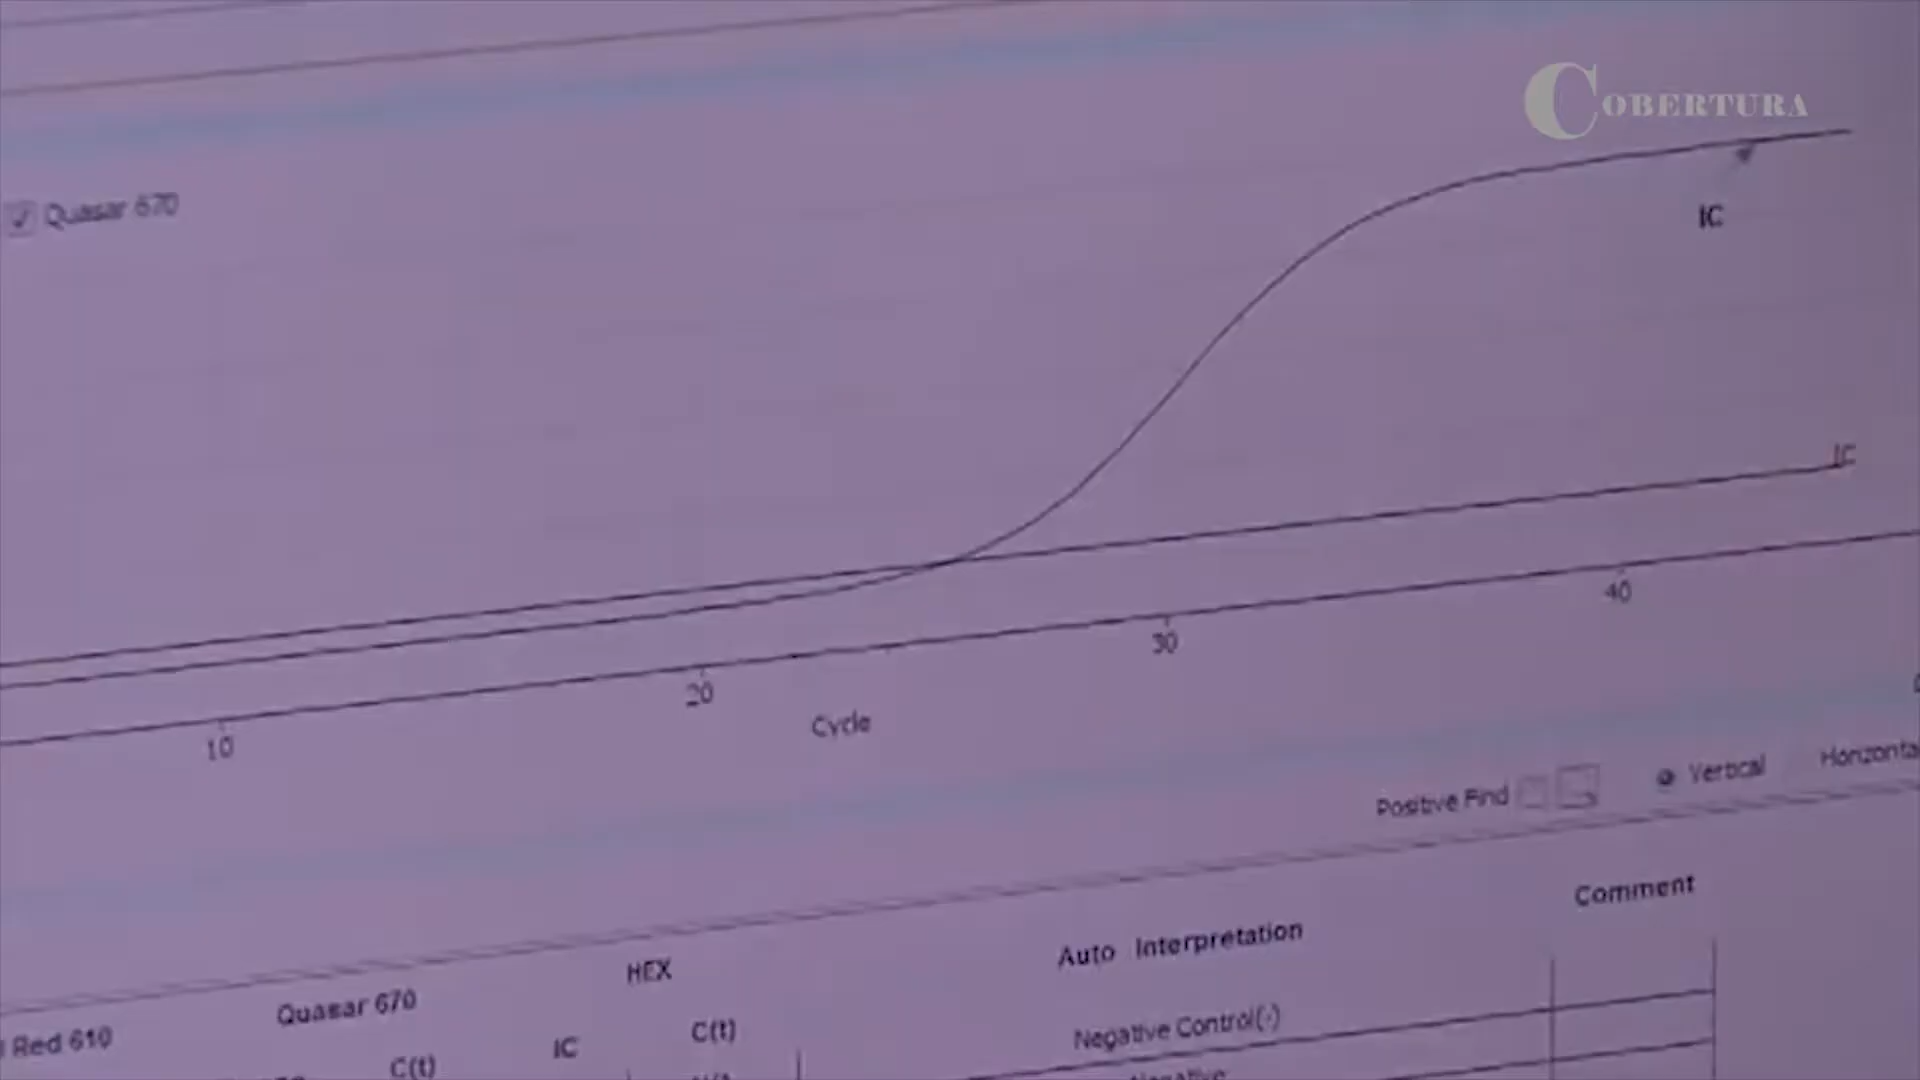 COBERTURA
Quasar 670
IC
IC
40
30
20
10
Cycle
Positive Find Vertical
Comment
Auto Interpretation
HEX
Quasar 670
Red 610
Negative Control(-)
C(t)
IC
C(t)
Negative